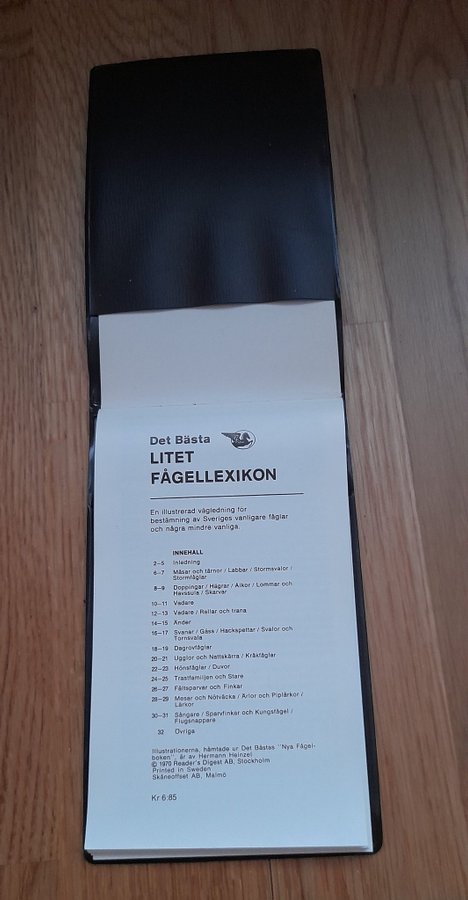 Det Bästa
LITET
FÅGELLEXIKON
En illustrerad vägledning för
bestämning av Sveriges vanligare fåglar
och några mindre vanliga.
INNEHÅLL
2–5 Inledning
6–7 Måsar och tärnor / Labbar / Stormsvalor /
Stormfåglar
8–9 Doppingar / Hägrar / Alkor / Lommar och
Havssula / Skarvar
10–11 Vadare
12–13 Vadare / Rallar och trana
14–15 Änder
16–17 Svanar / Gäss / Hackspettar / Svalor och
Tornsvala
18–19 Dagrovfåglar
20–21 Ugglor och Nattskärra / Kråkfåglar
22–23 Hönsfåglar / Duvor
24–25 Trastfamiljen och Stare
26–27 Fältsparvar och Finkar
28–29 Mesar och Nötväcka / Ärlor och Piplärkor /
Lärkor
30–31 Sångare / Sparvfinkar och Kungsfågel /
Flugsnappare
32 Övriga
Illustrationerna, hämtade ur Det Bästas "Nya Fågel-
boken", är av Hermann Heinzel
© 1979 Reader's Digest AB, Stockholm
Printed in Sweden
Skåneoffset AB, Malmö
Kr 6:85